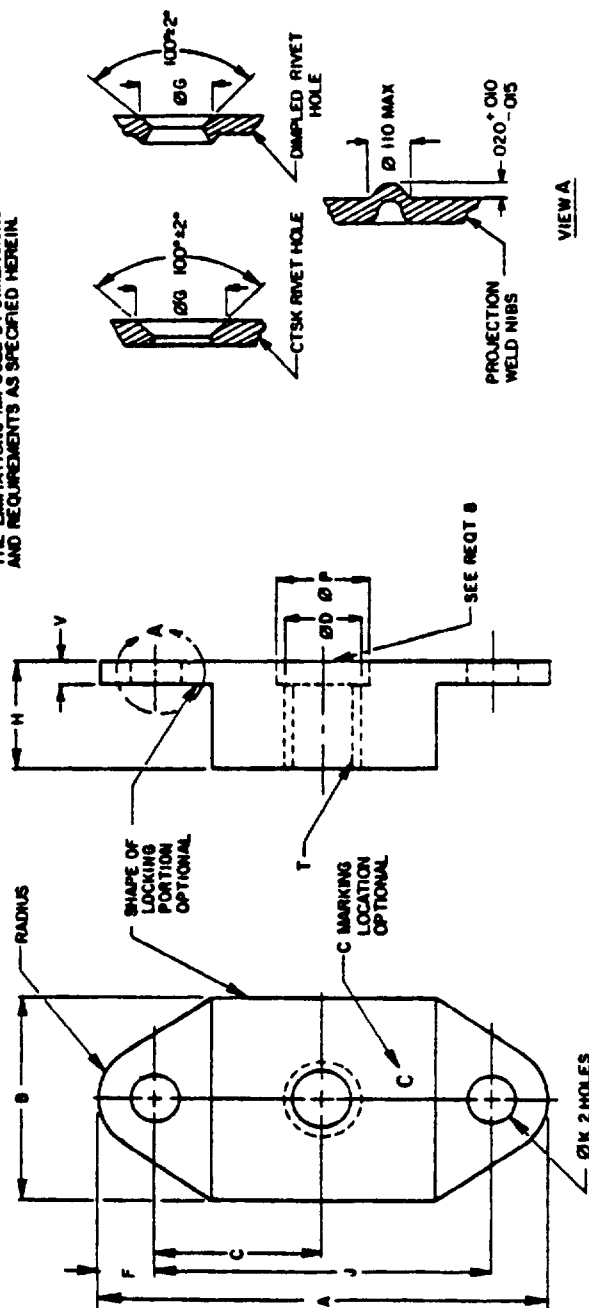 AND REQUIREMENTS AS SPECIFIED HEREIN.
RADIUS
SHAPE OF
LOCKING
PORTION
OPTIONAL
B
C
F
J
A
C MARKING
LOCATION
OPTIONAL
C
ØK 2 HOLES
H
V
A
T
ØD
ØP
SEE REQT 8
100°±2°
ØG
CTSK RIVET HOLE
100°±2°
ØG
DIMPLED RIVET
HOLE
Ø 110 MAX
020 +010
-015
PROJECTION
WELD NIBS
VIEW A